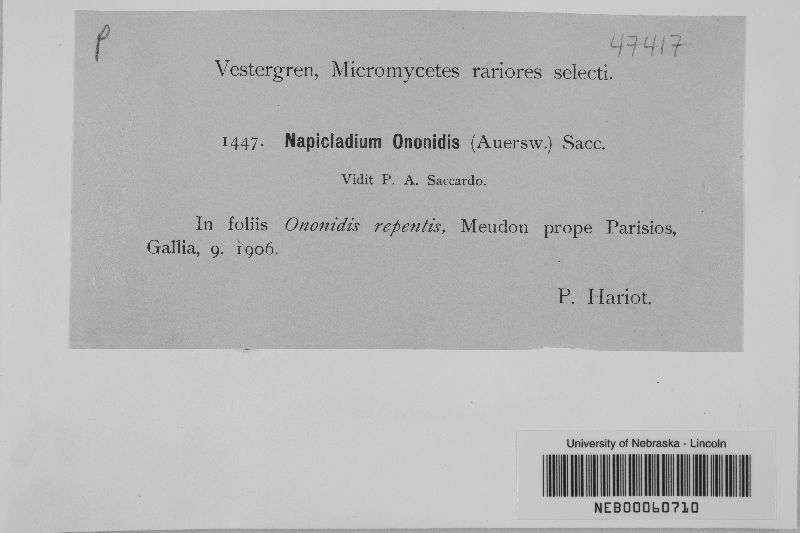 P
47417
Vestergren, Micromycetes rariores selecti.
1447. Napicladium Ononidis (Auersw.) Sacc.
Vidit P. A. Saccardo.
In foliis Ononidis repentis, Meudon prope Parisios,
Gallia, 9. 1906.
P. Hariot.
University of Nebraska - Lincoln
NEB00060710